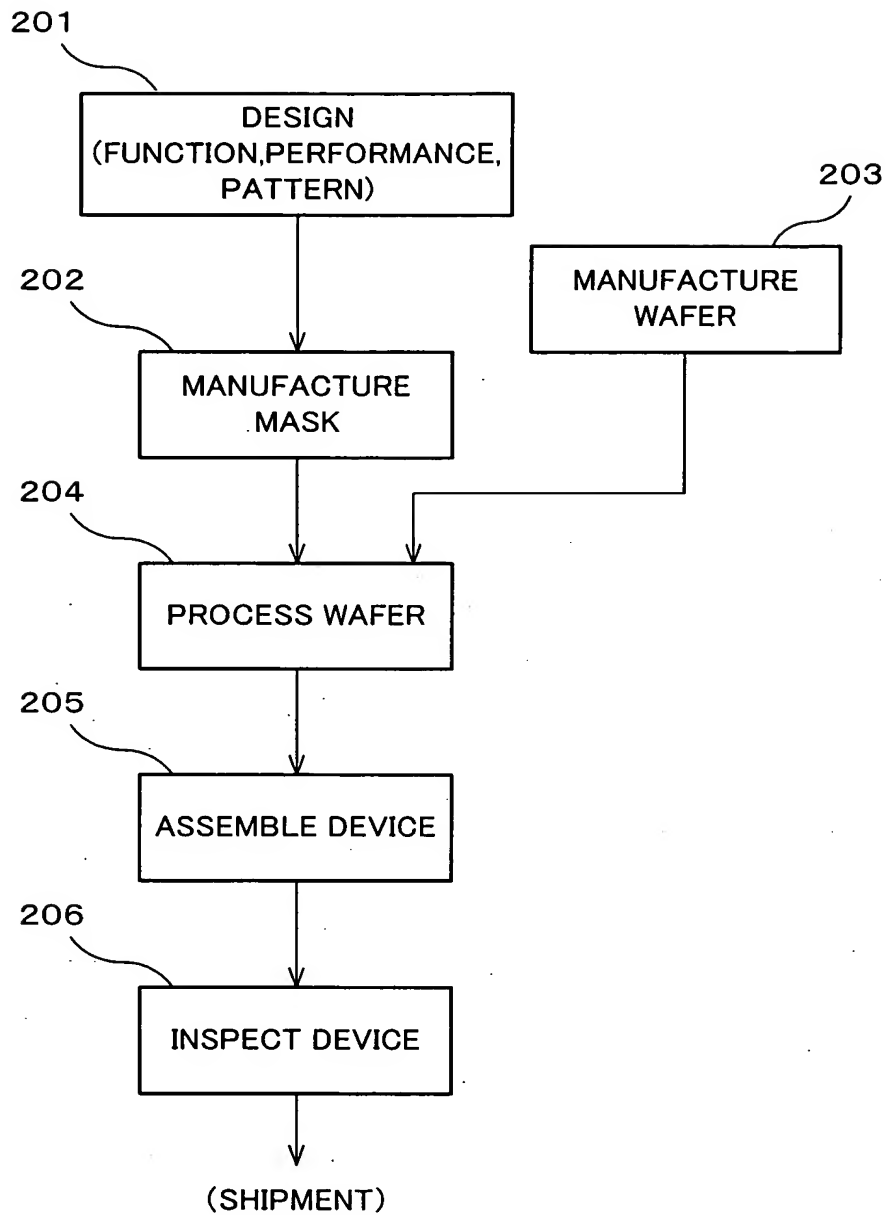 201
DESIGN
(FUNCTION,PERFORMANCE,
PATTERN)
203
MANUFACTURE
WAFER
202
MANUFACTURE
MASK
204
PROCESS WAFER
205
ASSEMBLE DEVICE
206
INSPECT DEVICE
(SHIPMENT)